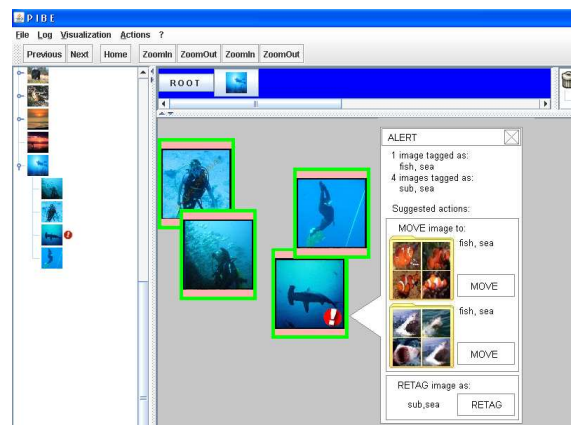 PIBE
File Log Visualization Actions ?
Previous Next Home ZoomIn ZoomOut ZoomIn ZoomOut
ROOT
ALERT
1 image tagged as:
fish, sea
4 images tagged as:
sub, sea
Suggested actions:
MOVE image to:
fish, sea
MOVE
fish, sea
MOVE
RETAG image as:
sub,sea RETAG